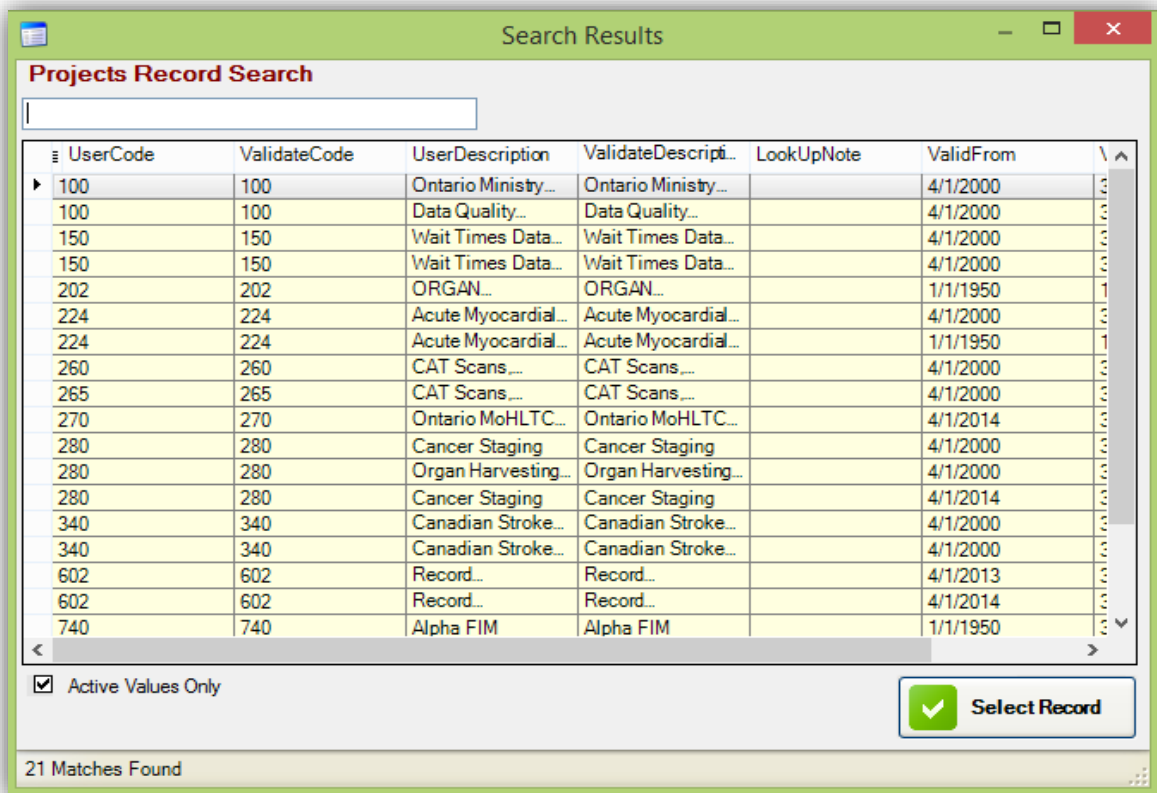 Search Results
Projects Record Search
UserCode ValidateCode UserDescription ValidateDescripti... LookUpNote ValidFrom
100 100 Ontario Ministry... Ontario Ministry... 4/1/2000
100 100 Data Quality... Data Quality... 4/1/2000
150 150 Wait Times Data... Wait Times Data... 4/1/2000
150 150 Wait Times Data... Wait Times Data... 4/1/2000
202 202 ORGAN... ORGAN... 1/1/1950
224 224 Acute Myocardial... Acute Myocardial... 4/1/2000
224 224 Acute Myocardial... Acute Myocardial... 1/1/1950
260 260 CAT Scans,... CAT Scans,... 4/1/2000
265 265 CAT Scans,... CAT Scans,... 4/1/2000
270 270 Ontario MoHLTC... Ontario MoHLTC... 4/1/2014
280 280 Cancer Staging Cancer Staging 4/1/2000
280 280 Organ Harvesting... Organ Harvesting... 4/1/2000
280 280 Cancer Staging Cancer Staging 4/1/2014
340 340 Canadian Stroke... Canadian Stroke... 4/1/2000
340 340 Canadian Stroke... Canadian Stroke... 4/1/2000
602 602 Record... Record... 4/1/2013
602 602 Record... Record... 4/1/2014
740 740 Alpha FIM Alpha FIM 1/1/1950
Active Values Only
Select Record
21 Matches Found